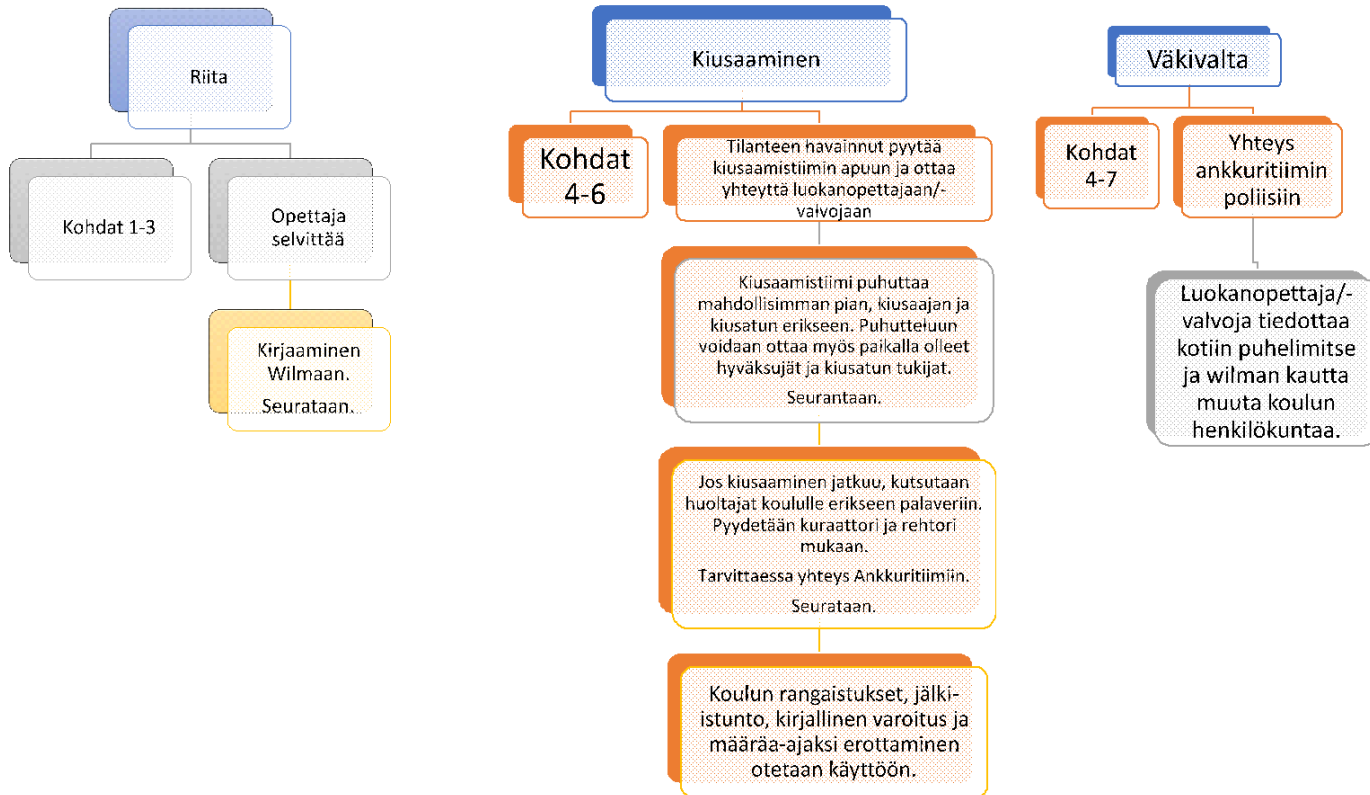 Riita
Kohdat 1-3
Opettaja
selvittää
Kirjaaminen
Wilmaan.
Seurataan.
Kiusaaminen
Kohdat
4-6
Tilanteen havainnut pyytää
kiusaamistiimin apuun ja ottaa
yhteyttä luokanopettajaan/-
valvojaan
Kiusaamistiimi puhuttaa
mahdollisimman pian, kiusaajan ja
kiusatun erikseen. Puhutteluun
voidaan ottaa myös paikalla olleet
hyväksujät ja kiusatun tukijat.
Seurantaan.
Jos kiusaaminen jatkuu, kutsutaan
huoltajat koululle erikseen palaveriin.
Pyydetään kuraattori ja rehtori
mukaan.
Tarvittaessa yhteys Ankkuritiimiin.
Seurataan.
Koulun rangaistukset, jälki-
istunto, kirjallinen varoitus ja
määräa-ajaksi erottaminen
otetaan käyttöön.
Väkivalta
Kohdat
4-7
Yhteys
ankkuritiimin
poliisiin
Luokanopettaja/-
valvoja tiedottaa
kotiin puhelimitse
ja wilman kautta
muuta koulun
henkilökuntaa.